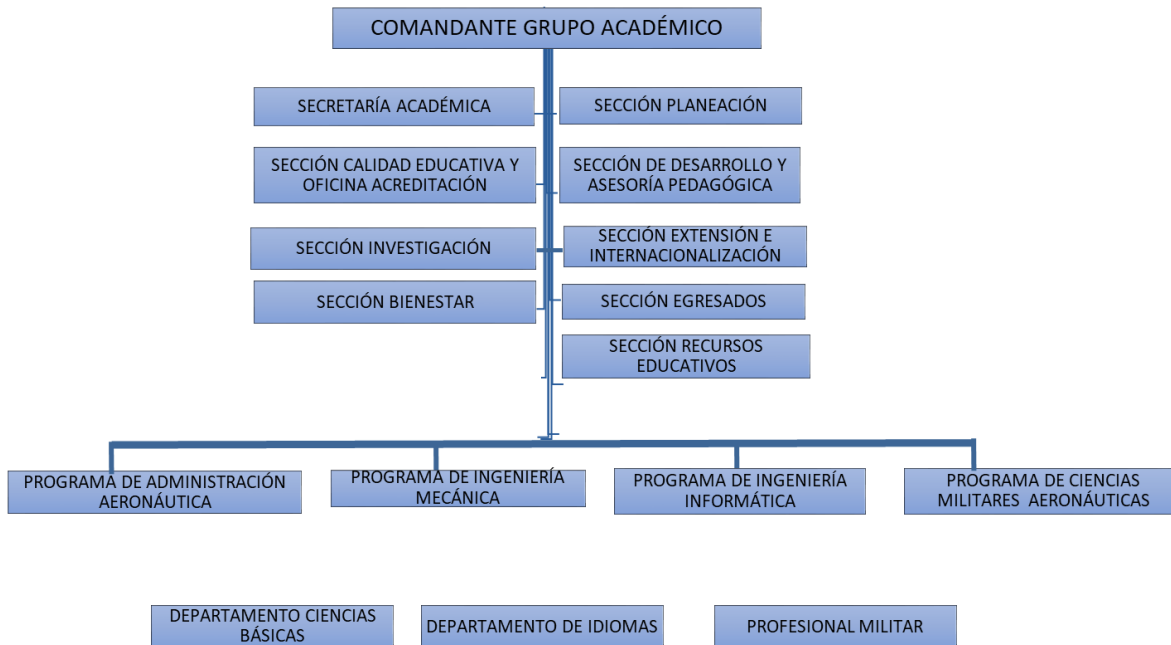 COMANDANTE GRUPO ACADÉMICO
SECRETARÍA ACADÉMICA
SECCIÓN PLANEACIÓN
SECCIÓN CALIDAD EDUCATIVA Y
OFICINA ACREDITACIÓN
SECCIÓN DE DESARROLLO Y
ASESORÍA PEDAGÓGICA
SECCIÓN INVESTIGACIÓN
SECCIÓN EXTENSIÓN E
INTERNACIONALIZACIÓN
SECCIÓN BIENESTAR
SECCIÓN EGRESADOS
SECCIÓN RECURSOS
EDUCATIVOS
PROGRAMA DE ADMINISTRACIÓN
AERONÁUTICA
PROGRAMA DE INGENIERÍA
MECÁNICA
PROGRAMA DE INGENIERÍA
INFORMÁTICA
PROGRAMA DE CIENCIAS
MILITARES AERONÁUTICAS
DEPARTAMENTO CIENCIAS
BÁSICAS
DEPARTAMENTO DE IDIOMAS
PROFESIONAL MILITAR